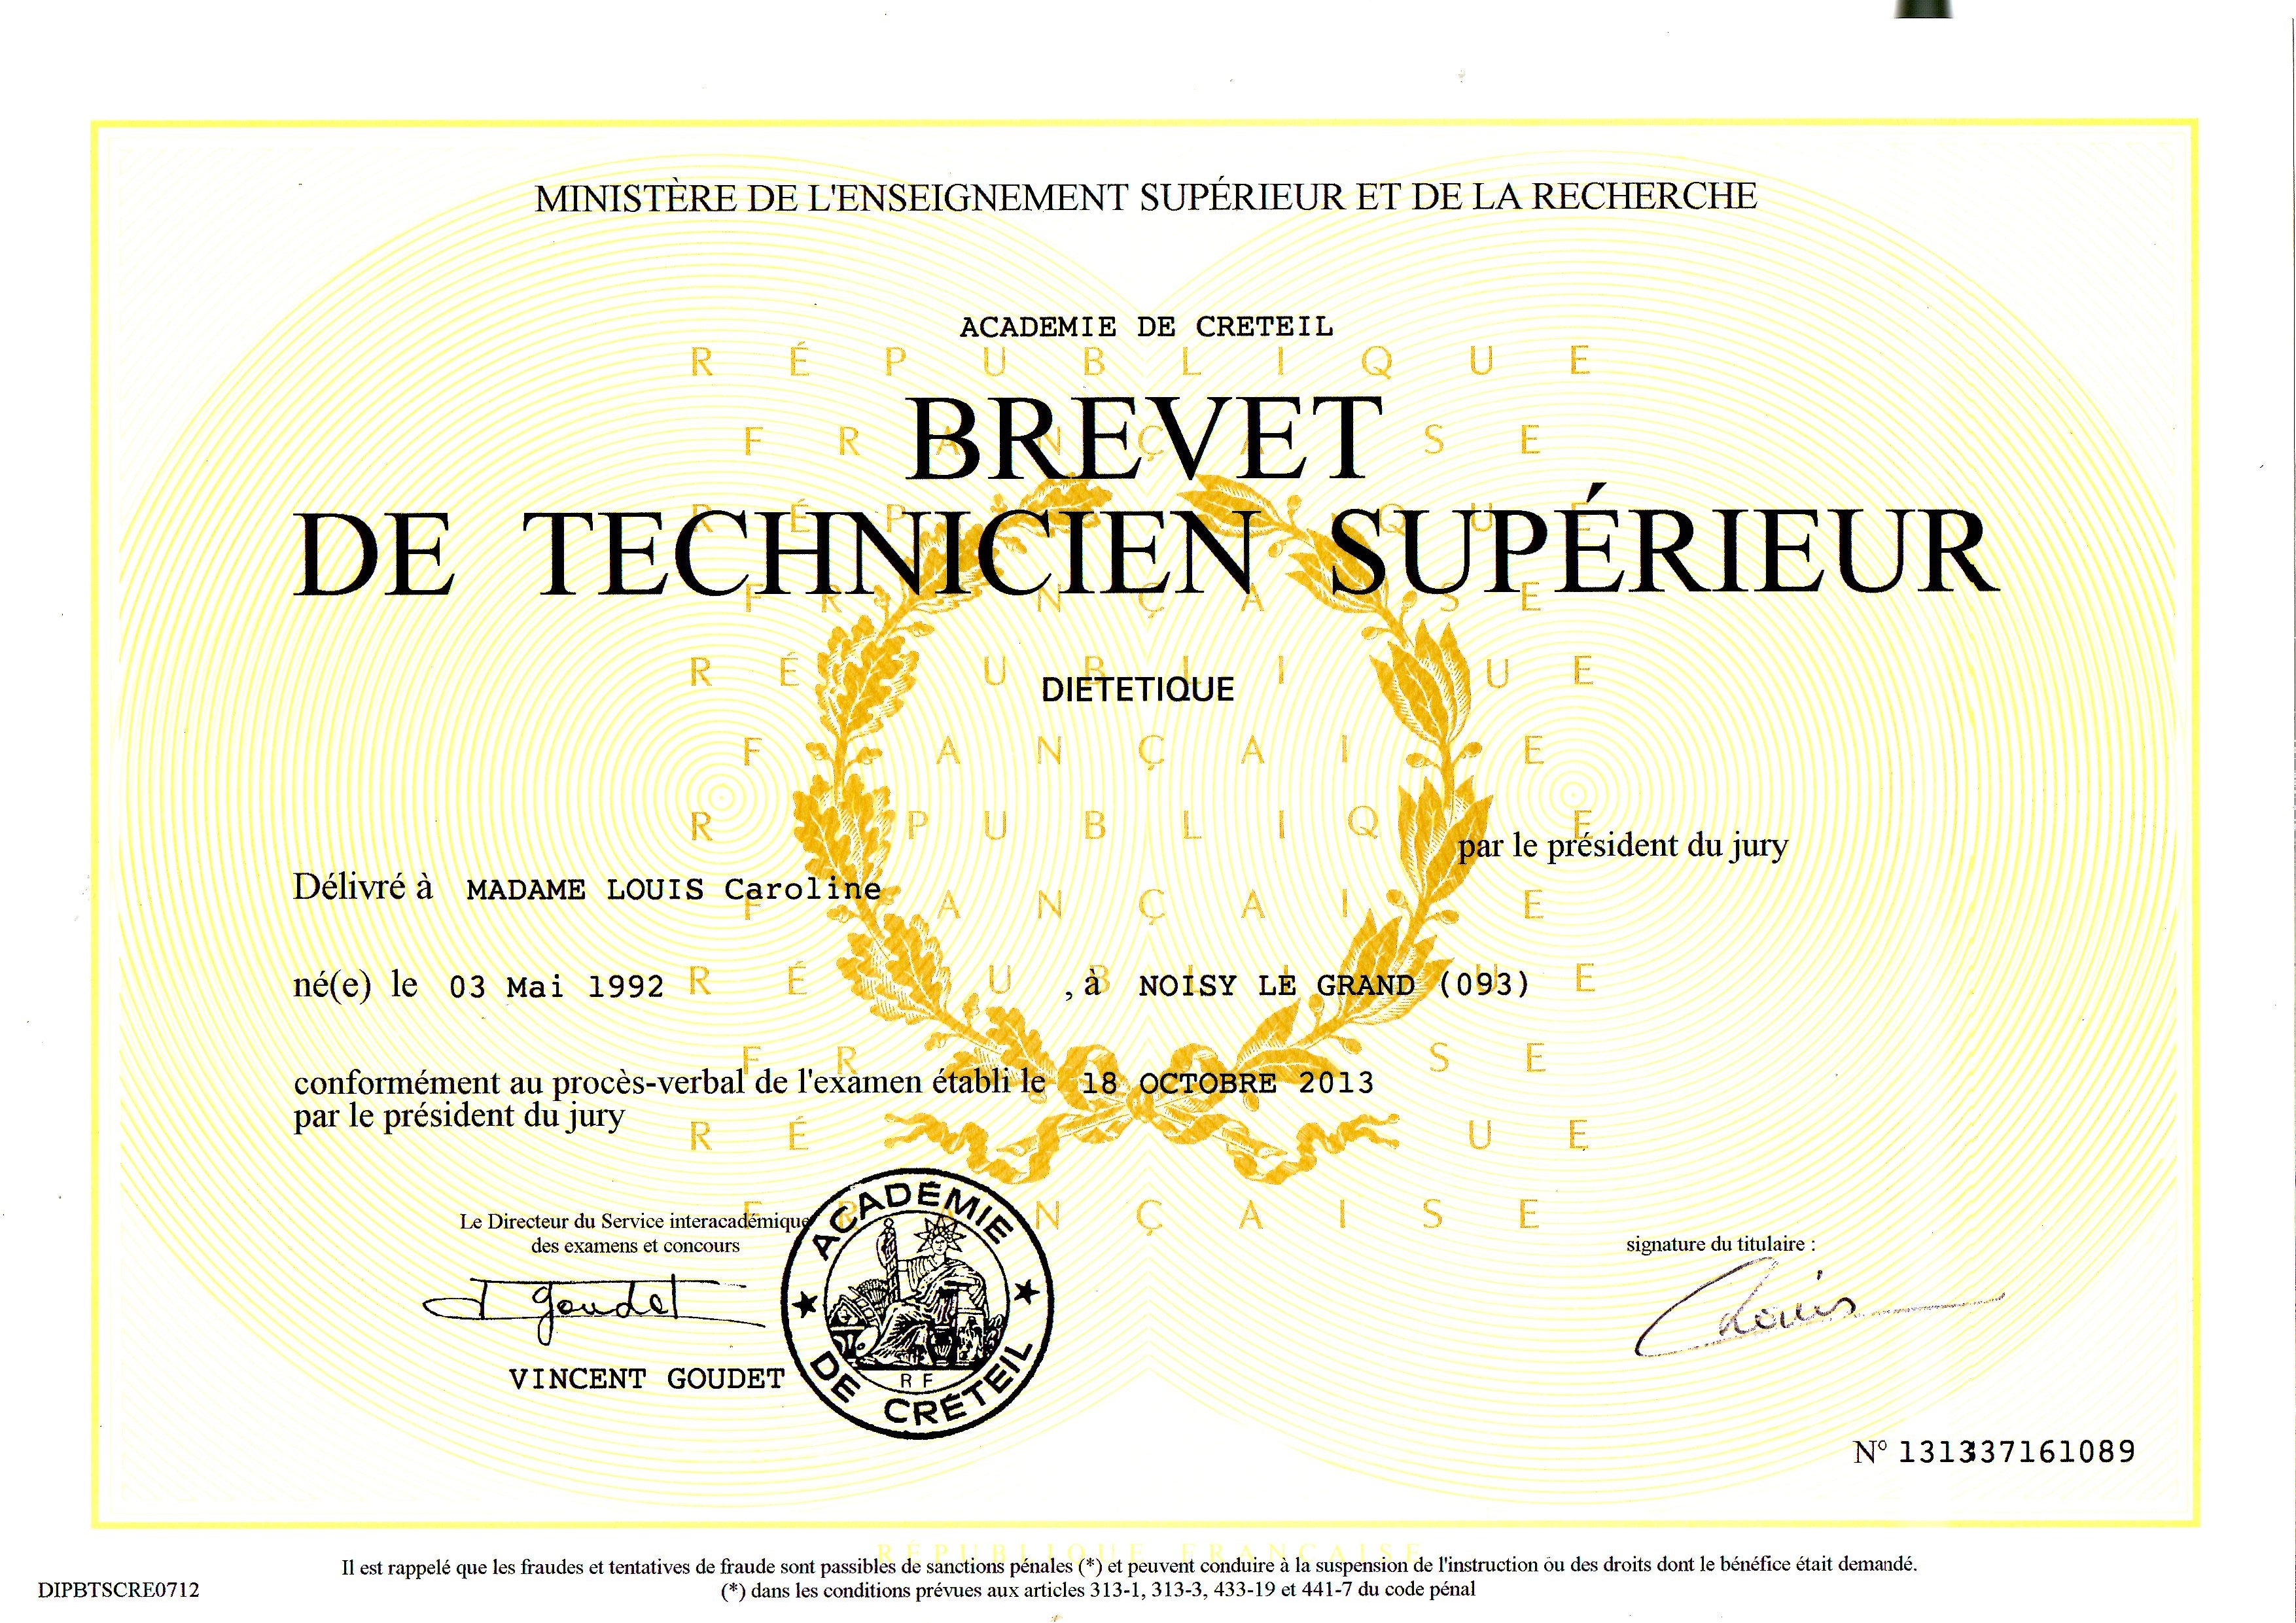 MINISTÈRE DE L'ENSEIGNEMENT SUPÉRIEUR ET DE LA RECHERCHE
ACADEMIE DE CRETEIL
RÉPUBLIQUE
FRANÇAISE
BREVET
DE TECHNICIEN SUPÉRIEUR
DIETETIQUE
par le président du jury
Délivré à MADAME LOUIS Caroline
né(e) le 03 Mai 1992 , à NOISY LE GRAND (093)
conformément au procès-verbal de l'examen établi le 18 OCTOBRE 2013
par le président du jury
Le Directeur du Service interacadémique
des examens et concours
Goudet
VINCENT GOUDET
ACADÉMIE
DE CRÉTEIL
R F
signature du titulaire :
Louis
Nº 131337161089
RÉPUBLIQUE FRANÇAISE
Il est rappelé que les fraudes et tentatives de fraude sont passibles de sanctions pénales (*) et peuvent conduire à la suspension de l'instruction ou des droits dont le bénéfice était demandé.
(*) dans les conditions prévues aux articles 313-1, 313-3, 433-19 et 441-7 du code pénal
DIPBTSCRE0712